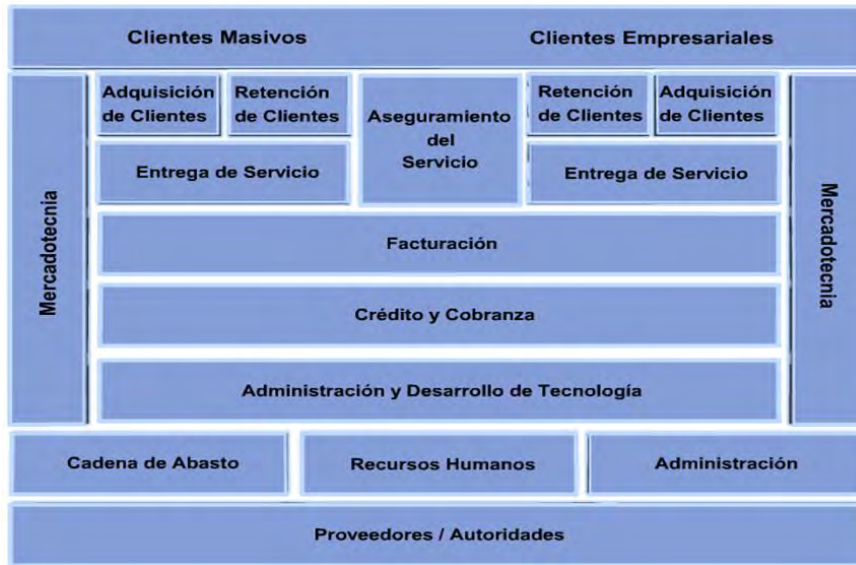 Clientes Masivos
Clientes Empresariales
Mercadotecnia
Adquisición
de Clientes
Retención
de Clientes
Aseguramiento
del
Servicio
Retención
de Clientes
Adquisición
de Clientes
Mercadotecnia
Entrega de Servicio
Entrega de Servicio
Facturación
Crédito y Cobranza
Administración y Desarrollo de Tecnología
Cadena de Abasto
Recursos Humanos
Administración
Proveedores / Autoridades